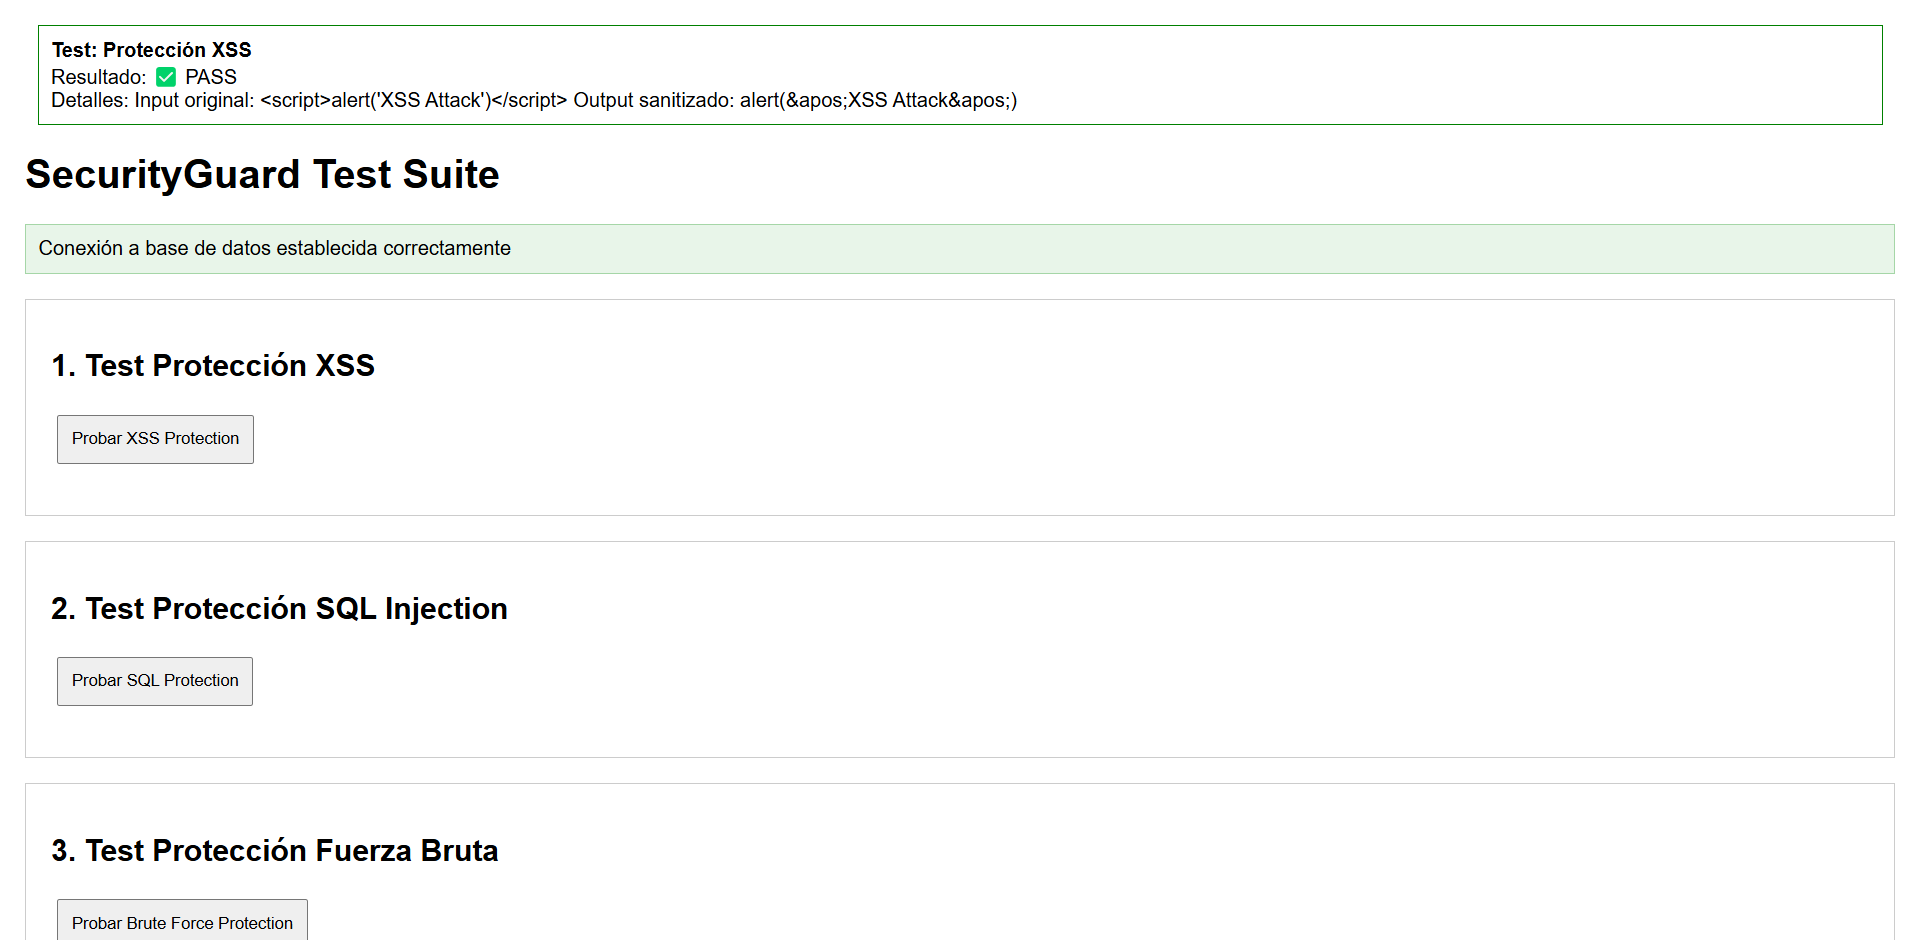 Test: Protección XSS
Resultado: ✅ PASS
Detalles: Input original: <script>alert('XSS Attack')</script> Output sanitizado: alert(&apos;XSS Attack&apos;)
SecurityGuard Test Suite
Conexión a base de datos establecida correctamente
1. Test Protección XSS
Probar XSS Protection
2. Test Protección SQL Injection
Probar SQL Protection
3. Test Protección Fuerza Bruta
Probar Brute Force Protection